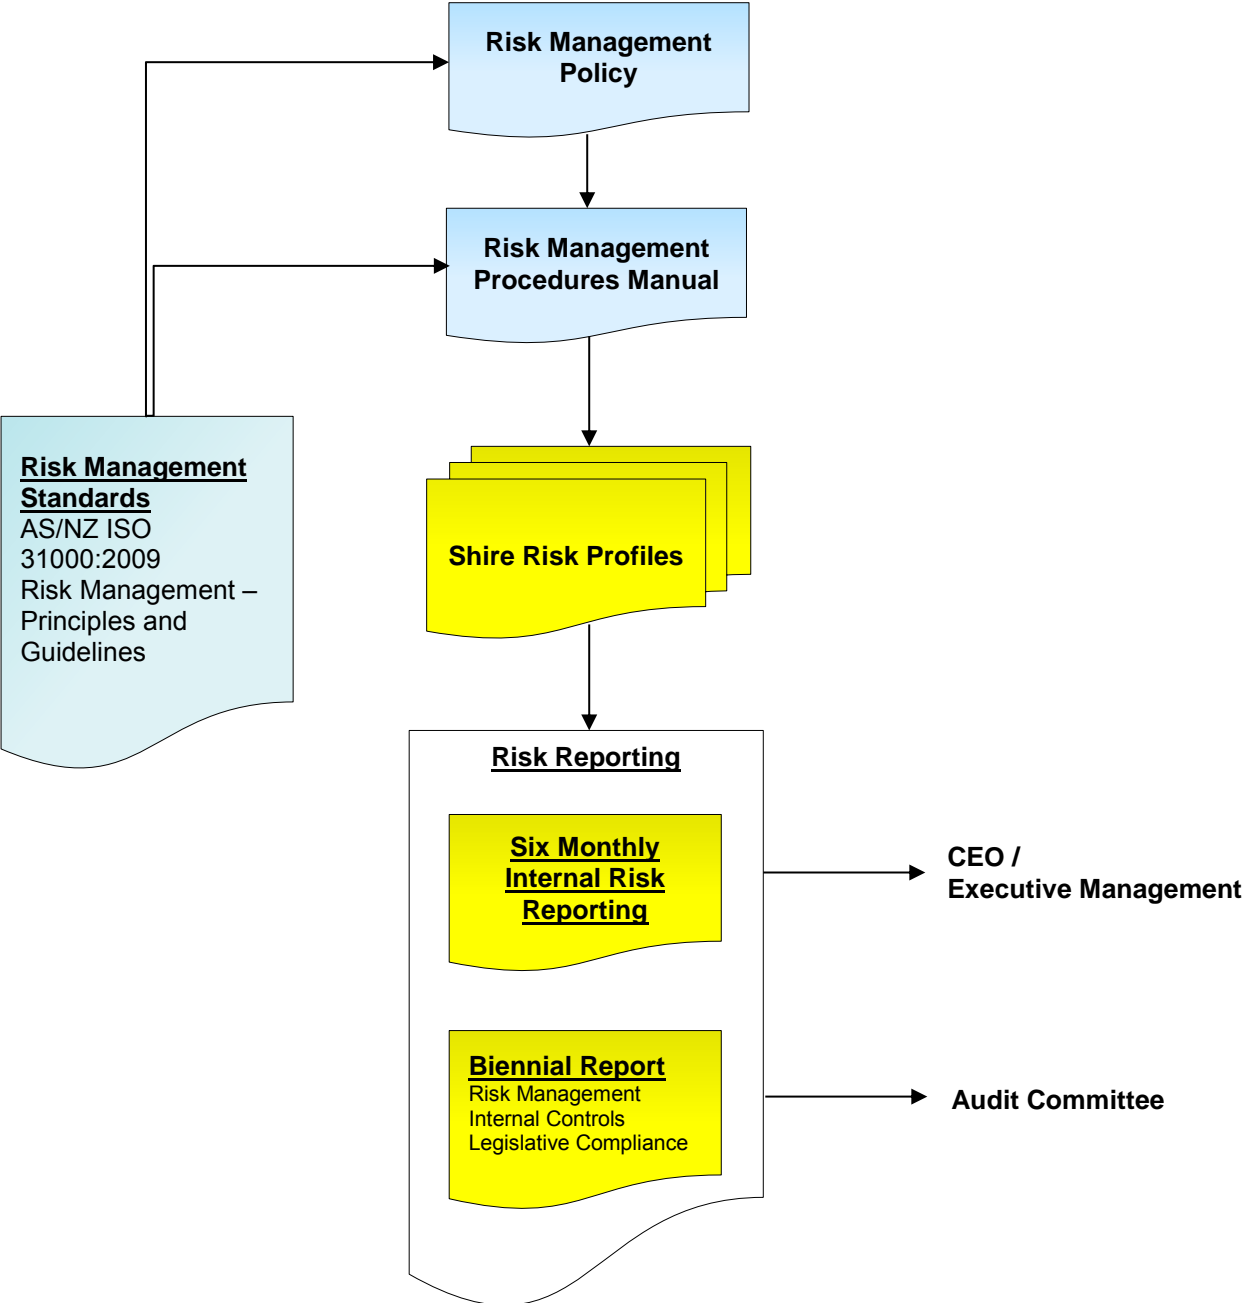 Risk Management
Policy
Risk Management
Procedures Manual
Risk Management
Standards
AS/NZ ISO
31000:2009
Risk Management –
Principles and
Guidelines
Shire Risk Profiles
Risk Reporting
Six Monthly
Internal Risk
Reporting
CEO /
Executive Management
Biennial Report
Risk Management
Internal Controls
Legislative Compliance
Audit Committee